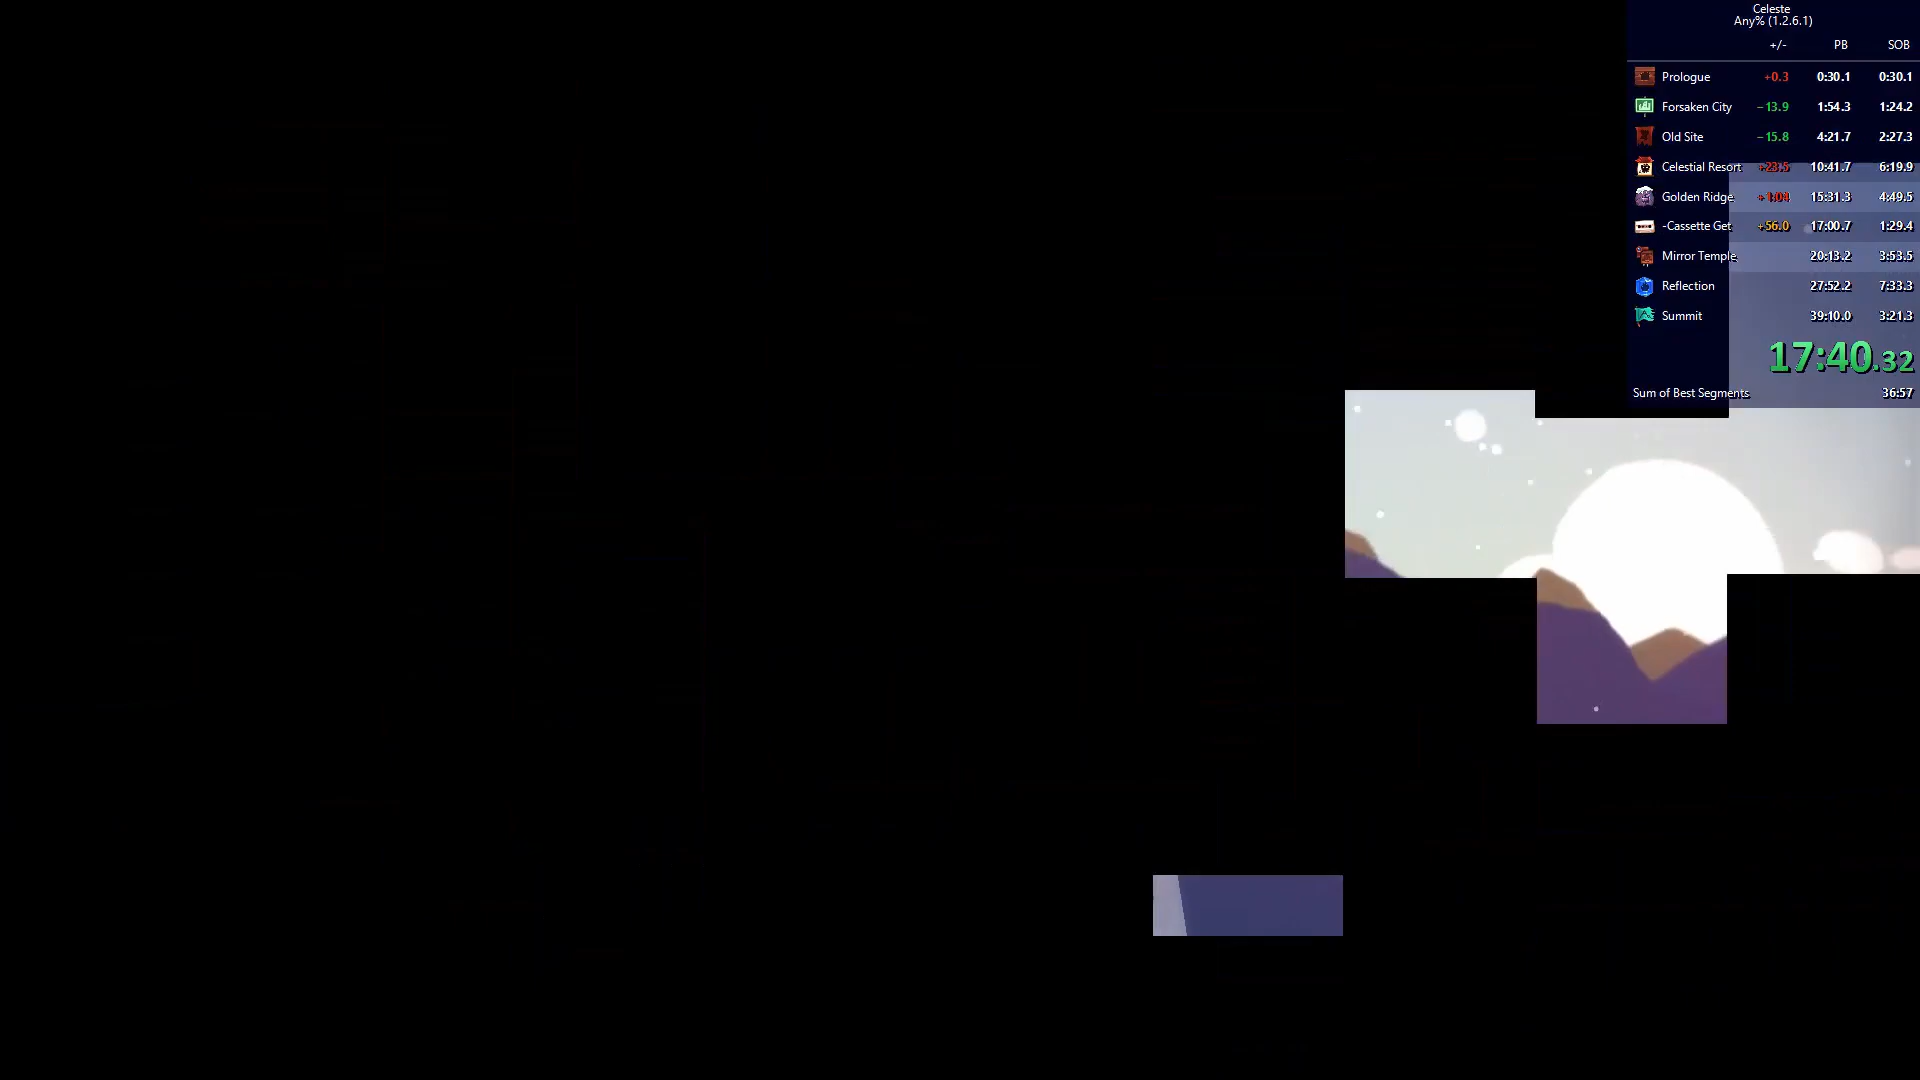 Celeste
Any% (1.2.6.1)
+/- PB SOB
Prologue +0.3 0:30.1 0:30.1
Forsaken City −13.9 1:54.3 1:24.2
Old Site −15.8 4:21.7 2:27.3
Celestial Resort +23.5 10:41.7 6:19.9
Golden Ridge +1:04 15:31.3 4:49.5
-Cassette Get +56.0 17:00.7 1:29.4
Mirror Temple 20:13.2 3:53.5
Reflection 27:52.2 7:33.3
Summit 39:10.0 3:21.3
17:40.32
Sum of Best Segments 36:57